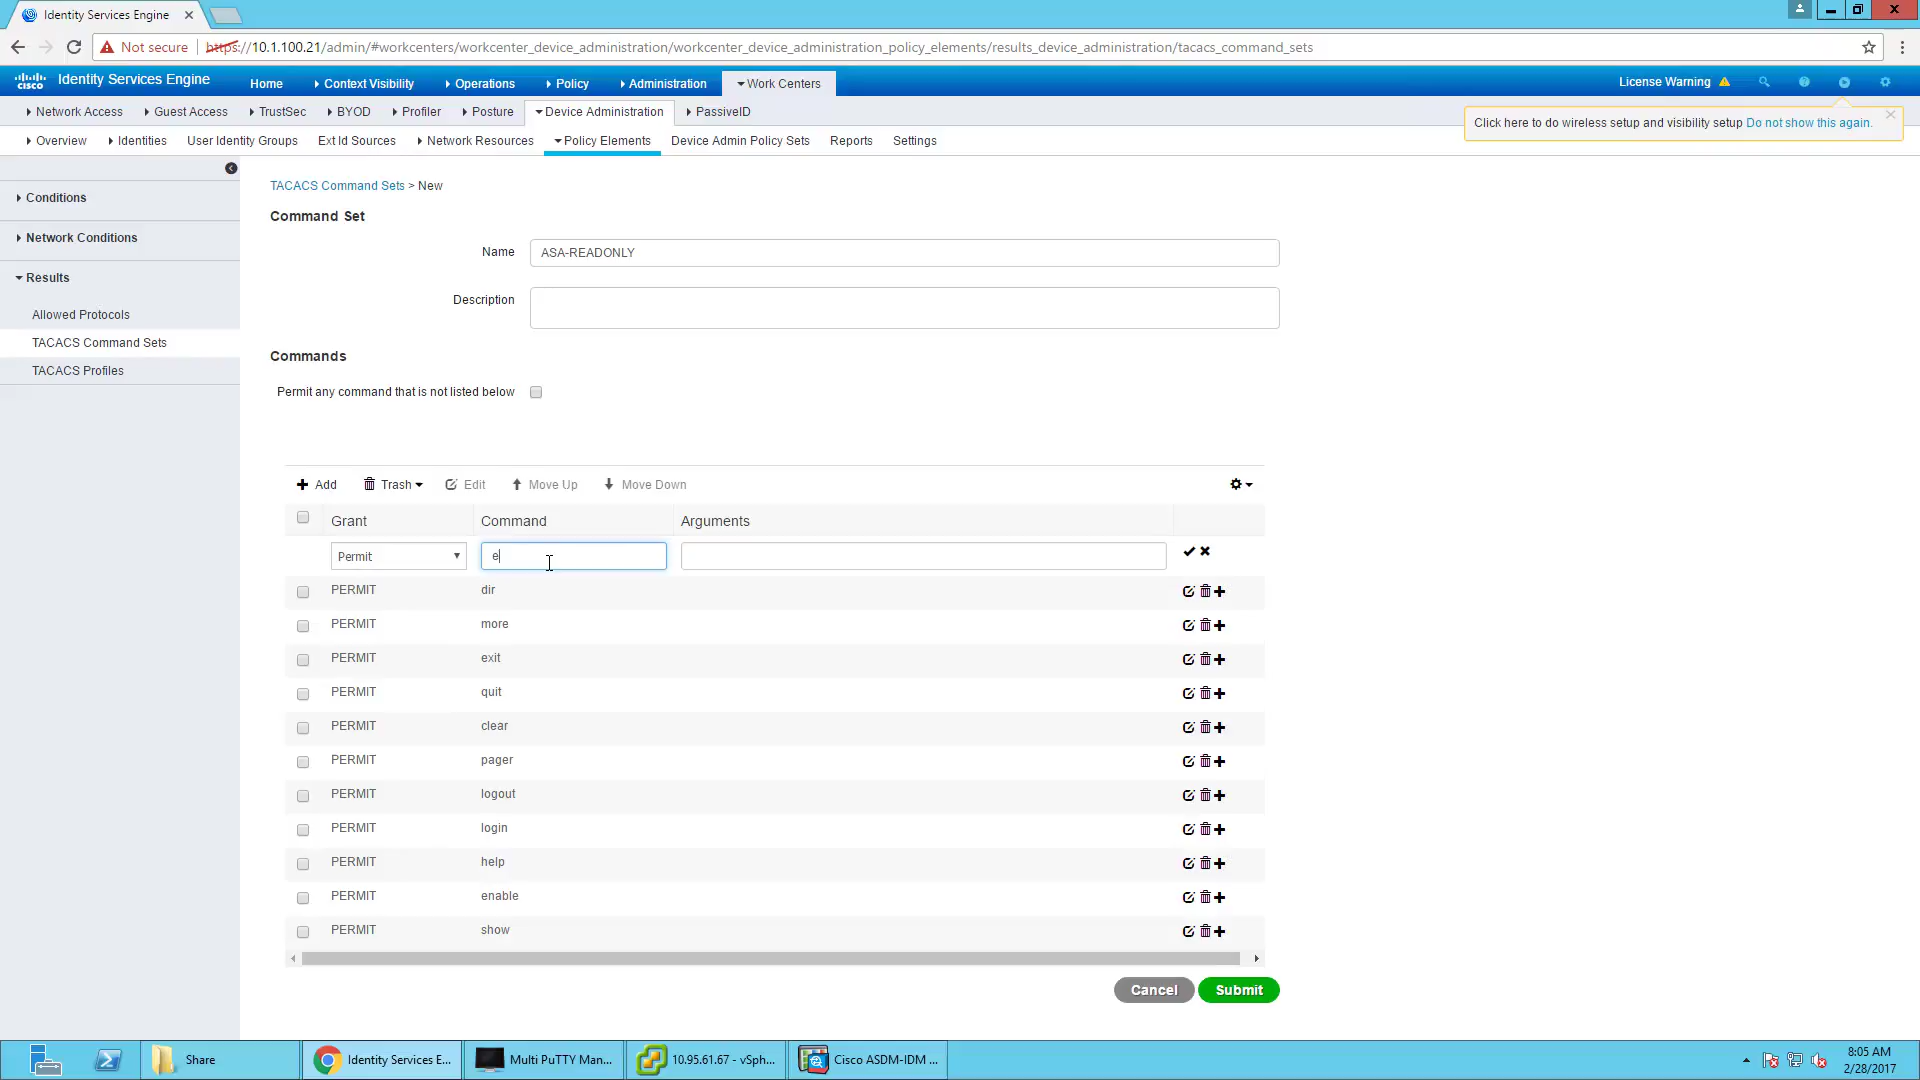 Identity Services Engine
Not secure https://10.1.100.21/admin/#workcenters/workcenter_device_administration/workcenter_device_administration_policy_elements/results_device_administration/tacacs_command_sets
cisco Identity Services Engine Home Context Visibility Operations Policy Administration Work Centers License Warning
Network Access Guest Access TrustSec BYOD Profiler Posture Device Administration PassiveID
Click here to do wireless setup and visibility setup Do not show this again.
Overview Identities User Identity Groups Ext Id Sources Network Resources Policy Elements Device Admin Policy Sets Reports Settings
Conditions
Network Conditions
Results
Allowed Protocols
TACACS Command Sets
TACACS Profiles
TACACS Command Sets > New
Command Set
Name ASA-READONLY
Description
Commands
Permit any command that is not listed below
Add Trash Edit Move Up Move Down
Grant Command Arguments
Permit e
PERMIT dir
PERMIT more
PERMIT exit
PERMIT quit
PERMIT clear
PERMIT pager
PERMIT logout
PERMIT login
PERMIT help
PERMIT enable
PERMIT show
Cancel Submit
Share Identity Services E... Multi PuTTY Man... 10.95.61.67 - vSph... Cisco ASDM-IDM ...
8:05 AM
2/28/2017